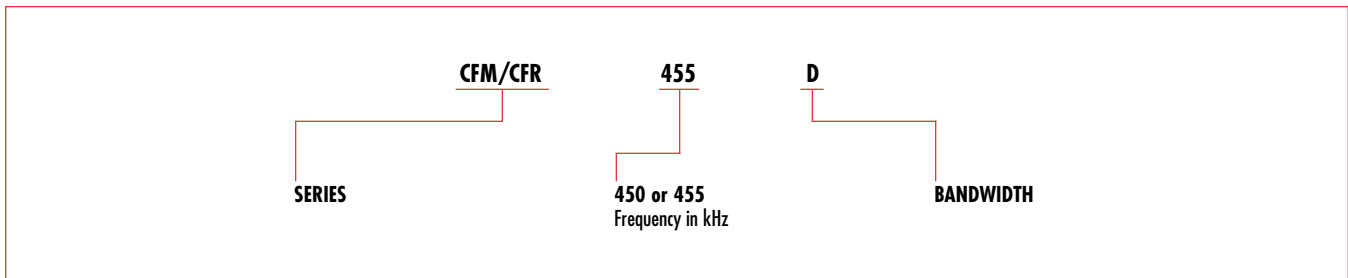 CFM/CFR 455 D
SERIES 450 or 455 BANDWIDTH
Frequency in kHz